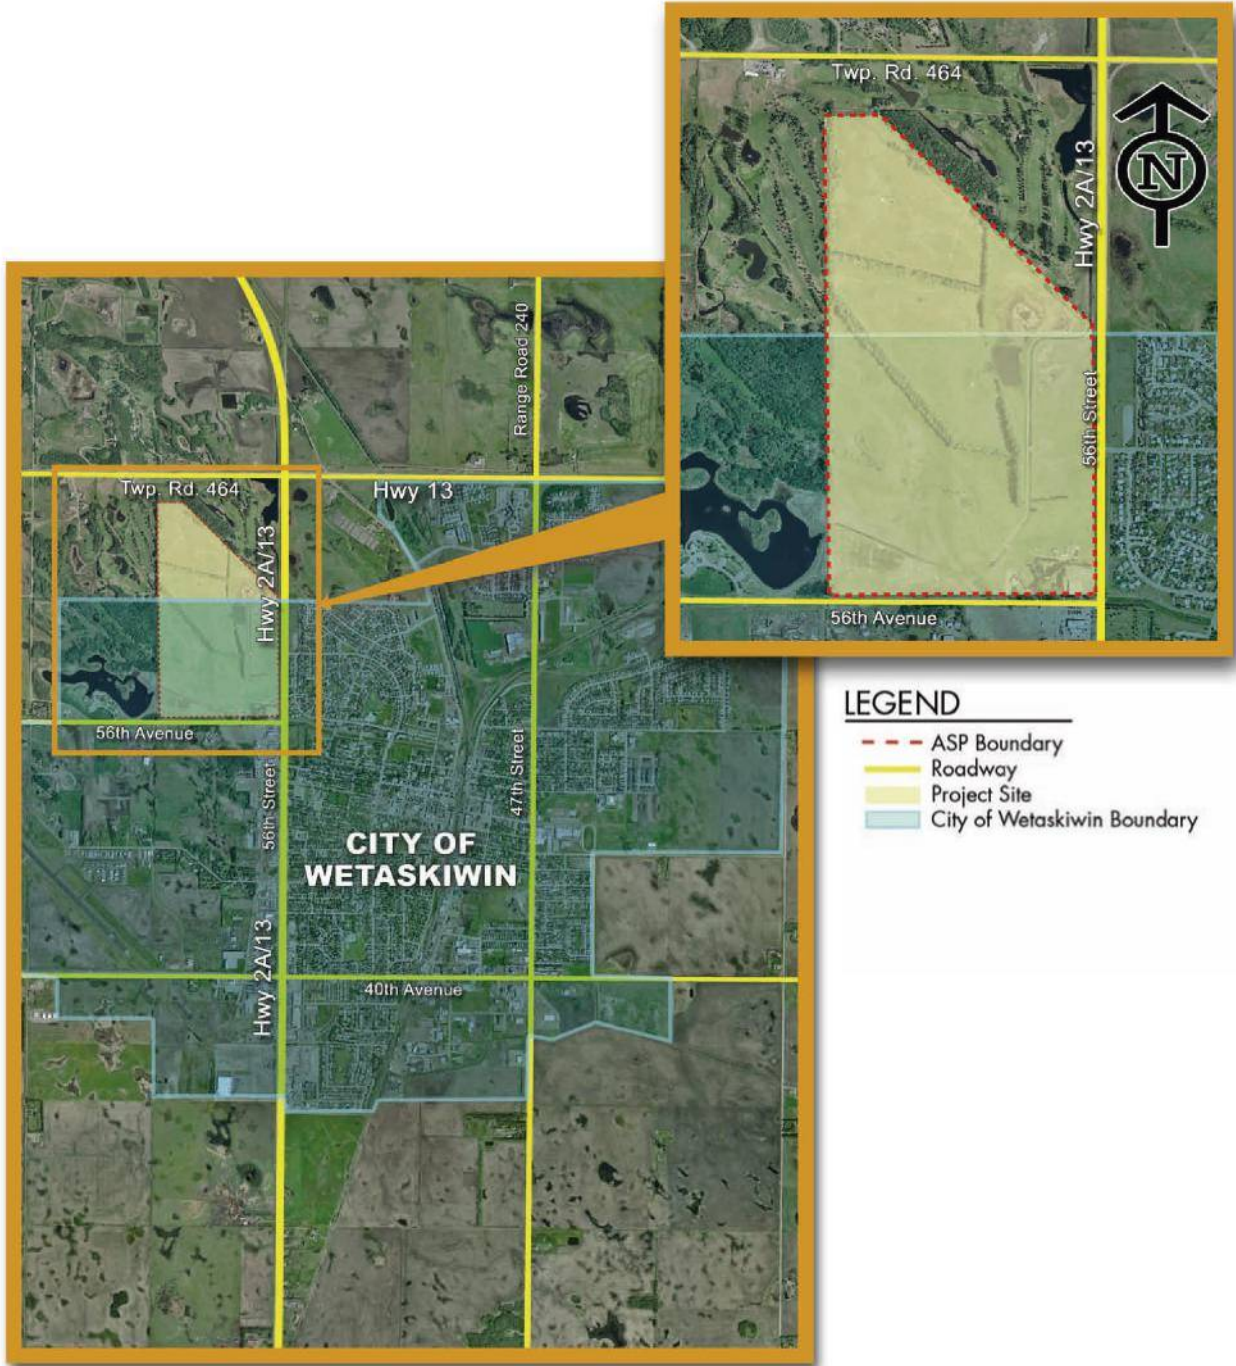 Twp. Rd. 464
N
Hwy 2A/13
56th Street
56th Avenue
Range Road 240
Twp. Rd. 464
Hwy 13
Hwy 2A/13
56th Avenue
56th Street
47th Street
CITY OF
WETASKIWIN
Hwy 2A/13
40th Avenue
LEGEND
ASP Boundary
Roadway
Project Site
City of Wetaskiwin Boundary